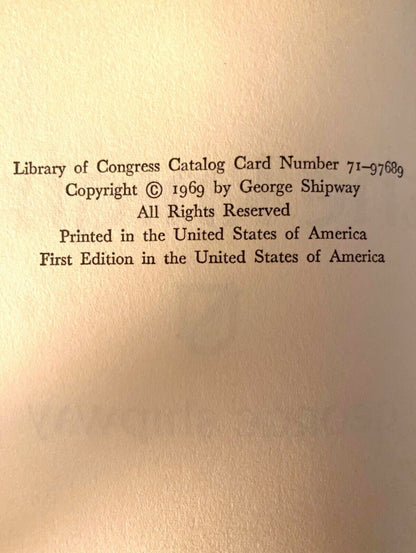 Library of Congress Catalog Card Number 71-97689
Copyright © 1969 by George Shipway
All Rights Reserved
Printed in the United States of America
First Edition in the United States of America